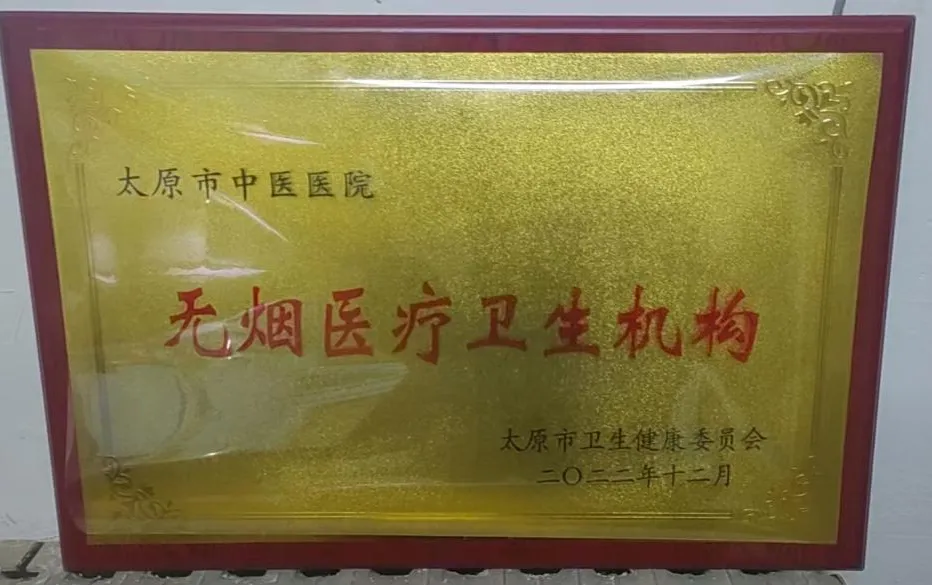 太原市中医医院
无烟医疗卫生机构
太原市卫生健康委员会
二〇二二年十二月